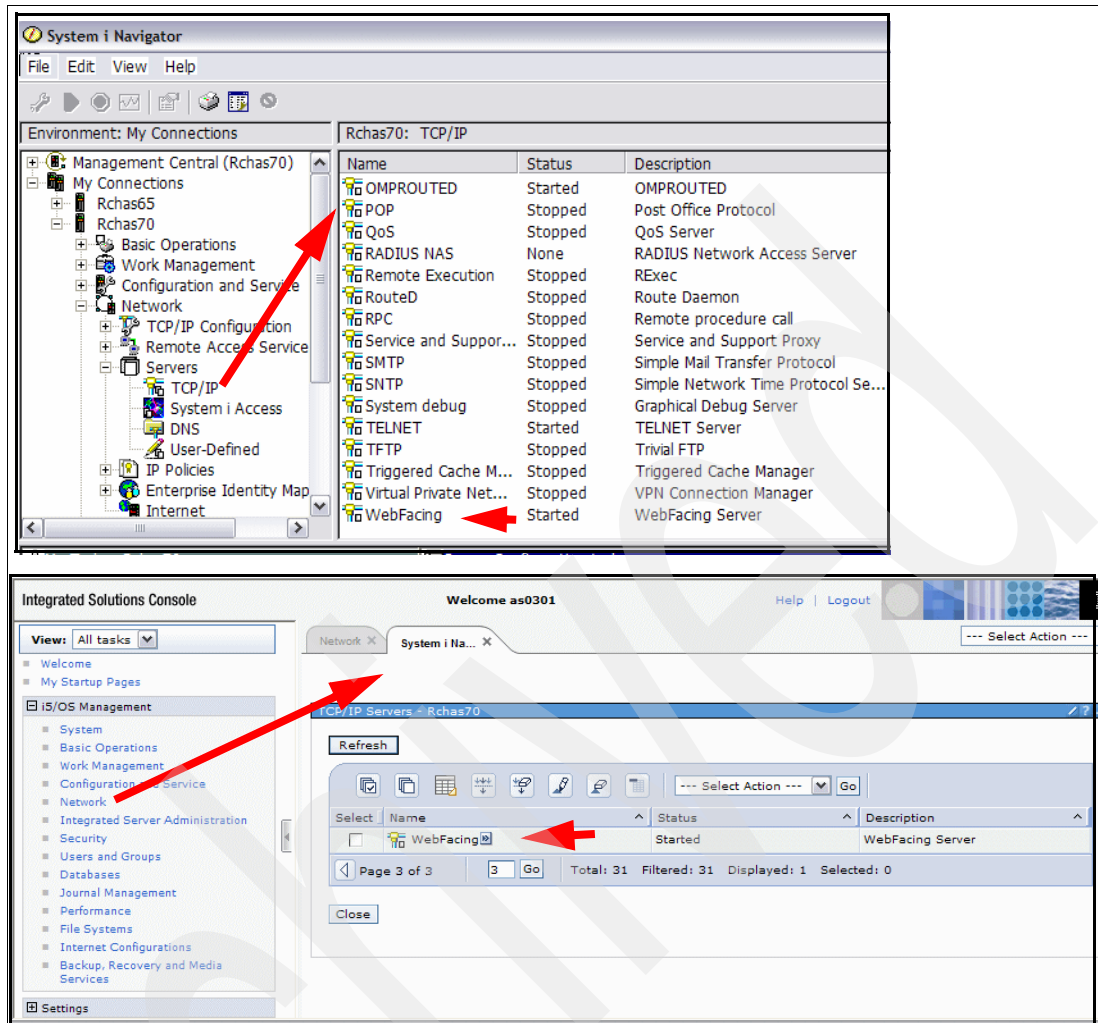 System i Navigator
File Edit View Help
Environment: My Connections
Rchas70: TCP/IP
Management Central (Rchas70)
My Connections
Rchas65
Rchas70
Basic Operations
Work Management
Configuration and Service
Network
TCP/IP Configuration
Remote Access Service
Servers
TCP/IP
System i Access
DNS
User-Defined
IP Policies
Enterprise Identity Map
Internet
Name Status Description
OMPROUTED Started OMPROUTED
POP Stopped Post Office Protocol
QoS Stopped QoS Server
RADIUS NAS None RADIUS Network Access Server
Remote Execution Stopped RExec
RouteD Stopped Route Daemon
RPC Stopped Remote procedure call
Service and Suppor... Stopped Service and Support Proxy
SMTP Stopped Simple Mail Transfer Protocol
SNTP Stopped Simple Network Time Protocol Se...
System debug Stopped Graphical Debug Server
TELNET Started TELNET Server
TFTP Stopped Trivial FTP
Triggered Cache M... Stopped Triggered Cache Manager
Virtual Private Net... Stopped VPN Connection Manager
WebFacing Started WebFacing Server
Integrated Solutions Console Welcome as0301 Help | Logout
View: All tasks
Welcome
My Startup Pages
i5/OS Management
System
Basic Operations
Work Management
Configuration and Service
Network
Integrated Server Administration
Security
Users and Groups
Databases
Journal Management
Performance
File Systems
Internet Configurations
Backup, Recovery and Media
Services
Settings
Network System i Na... --- Select Action ---
TCP/IP Servers - Rchas70
Refresh
--- Select Action --- Go
Select Name Status Description
WebFacing Started WebFacing Server
Page 3 of 3 3 Go Total: 31 Filtered: 31 Displayed: 1 Selected: 0
Close